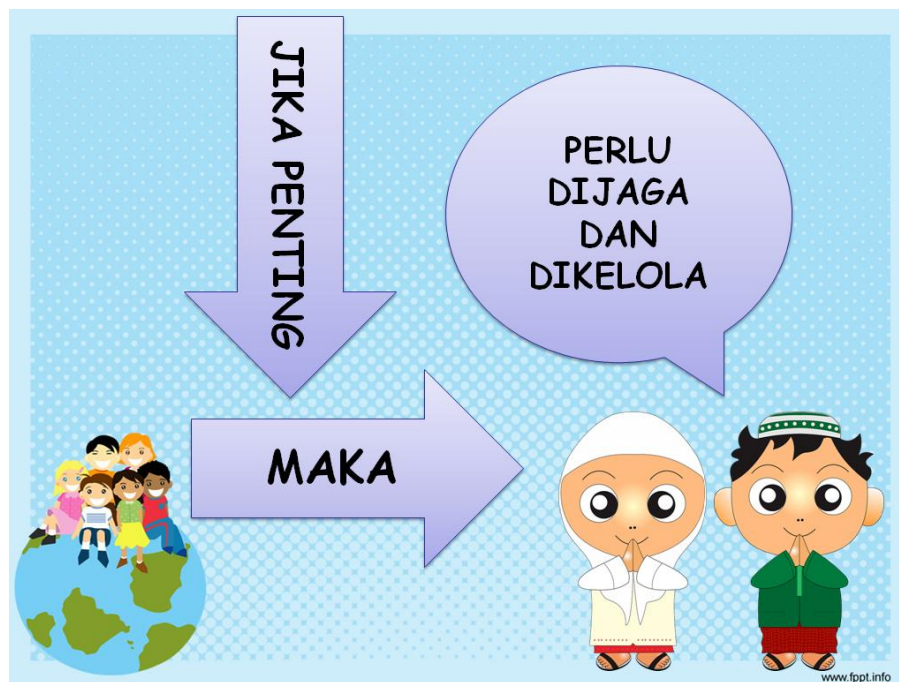 JIKA PENTING
MAKA
PERLU
DIJAGA
DAN
DIKELOLA
www.fppt.info